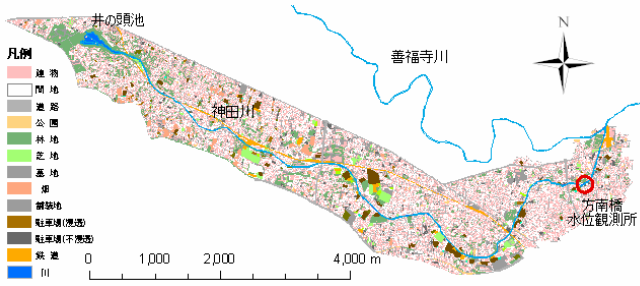 井の頭池
N
善福寺川
神田川
方南橋
水位観測所
凡例
建物
間地
道路
公園
林地
芝地
墓地
畑
舗装地
駐車場(浸透)
駐車場(不浸透)
鉄道
川
0 1,000 2,000 4,000 m